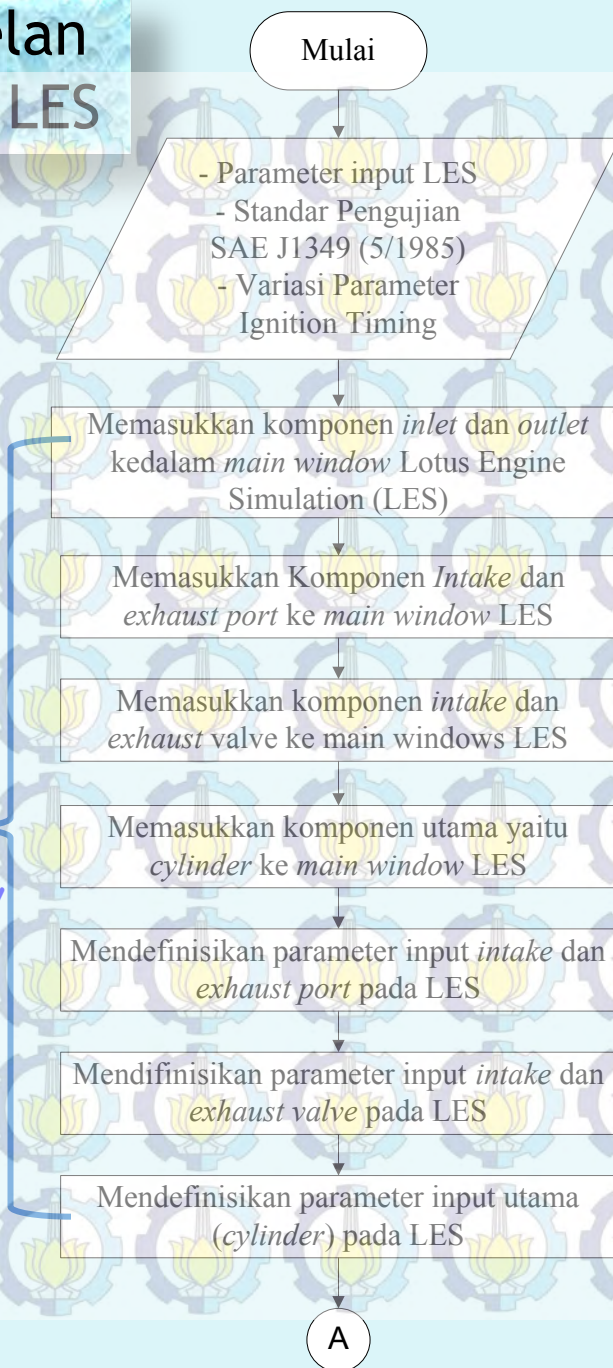 LES
Mulai
- Parameter input LES
- Standar Pengujian
SAE J1349 (5/1985)
- Variasi Parameter
Ignition Timing
Memasukkan komponen inlet dan outlet
kedalam main window Lotus Engine
Simulation (LES)
Memasukkan Komponen Intake dan
exhaust port ke main window LES
Memasukkan komponen intake dan
exhaust valve ke main windows LES
Memasukkan komponen utama yaitu
cylinder ke main window LES
Mendefinisikan parameter input intake dan
exhaust port pada LES
Mendifinisikan parameter input intake dan
exhaust valve pada LES
Mendefinisikan parameter input utama
(cylinder) pada LES
A